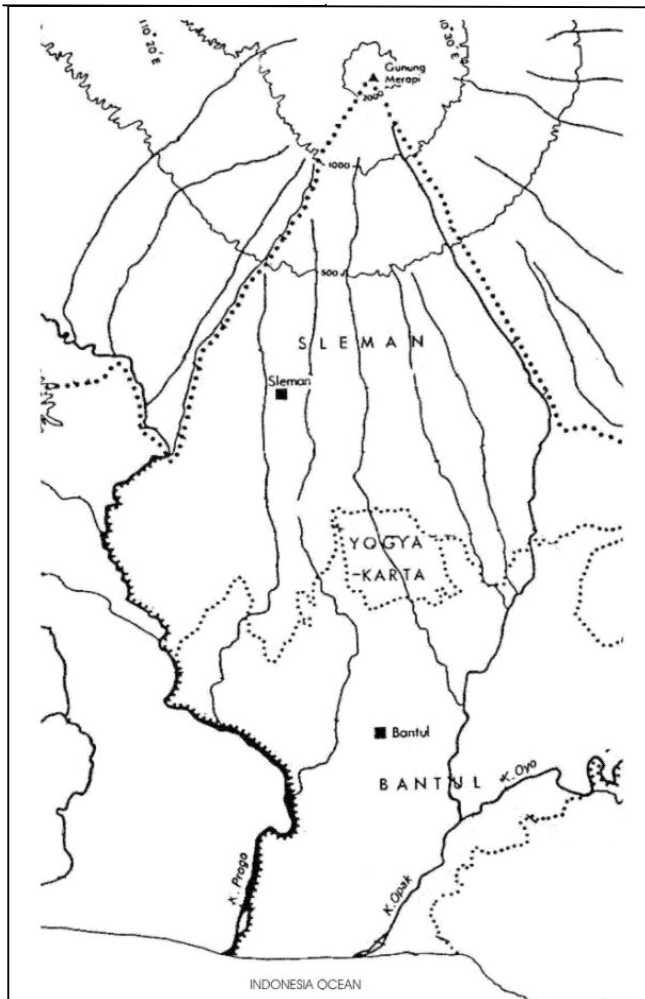 110° 20' E
110° 30' E
Gunung
Merapi
2000
1000
500
SLEMAN
Sleman
YOGYA
-KARTA
Bantul
BANTUL
K. Oyo
K. Progo
K. Opak
INDONESIA OCEAN